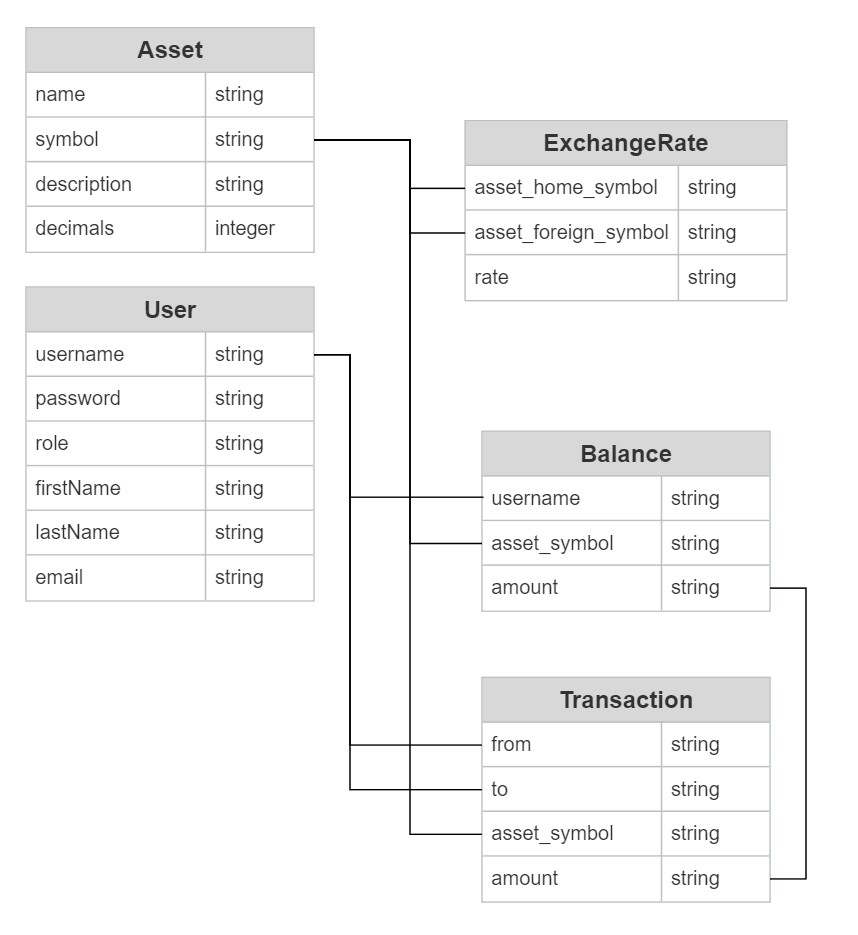 Asset
name string
symbol string
description string
decimals integer
ExchangeRate
asset_home_symbol string
asset_foreign_symbol string
rate string
User
username string
password string
role string
firstName string
lastName string
email string
Balance
username string
asset_symbol string
amount string
Transaction
from string
to string
asset_symbol string
amount string